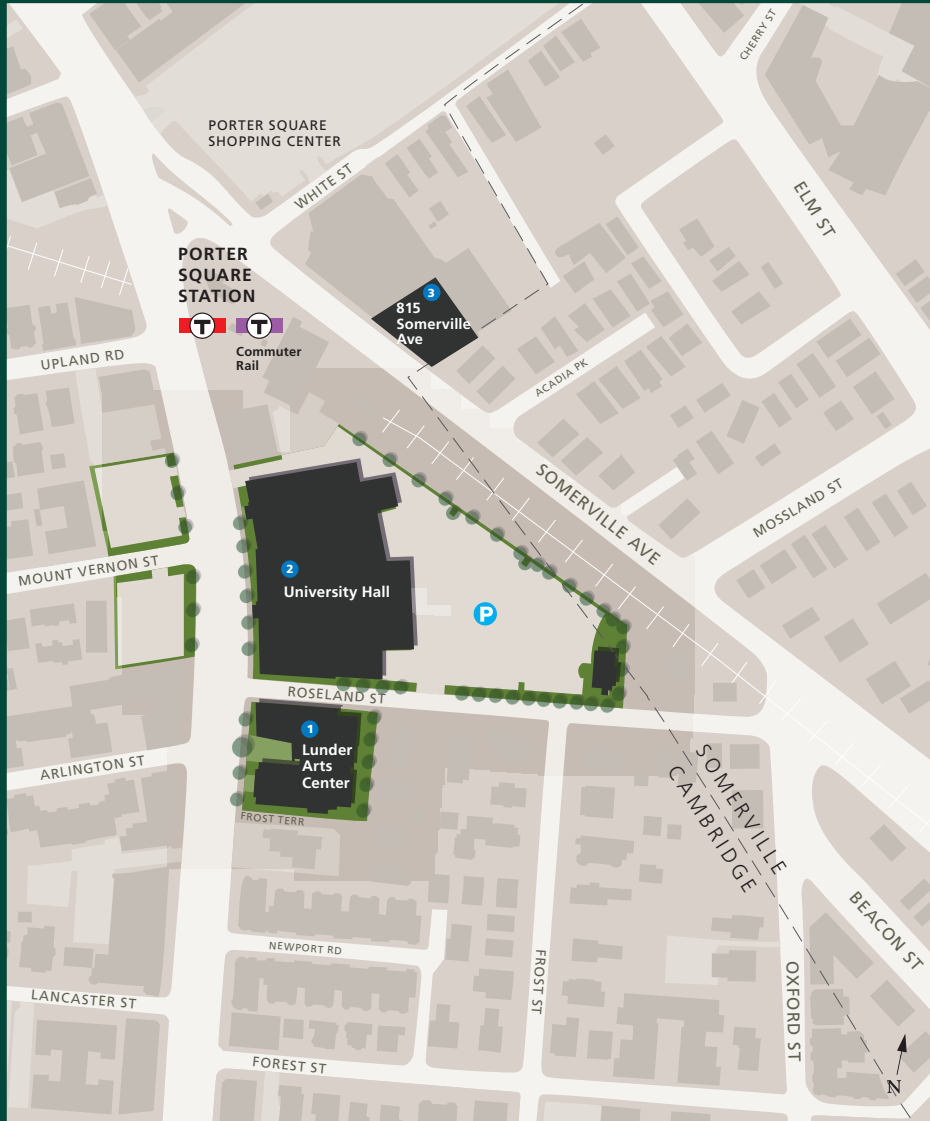 CHERRY ST
PORTER SQUARE
SHOPPING CENTER
WHITE ST
ELM ST
PORTER
SQUARE
STATION
T
T
Commuter
Rail
3
815
Somerville
Ave
UPLAND RD
ACADIA PK
SOMERVILLE AVE
MOSSLAND ST
MOUNT VERNON ST
2
University Hall
P
ROSELAND ST
1
Lunder
Arts
Center
ARLINGTON ST
FROST TERR
SOMERVILLE
CAMBRIDGE
BEACON ST
NEWPORT RD
FROST ST
OXFORD ST
LANCASTER ST
FOREST ST
N